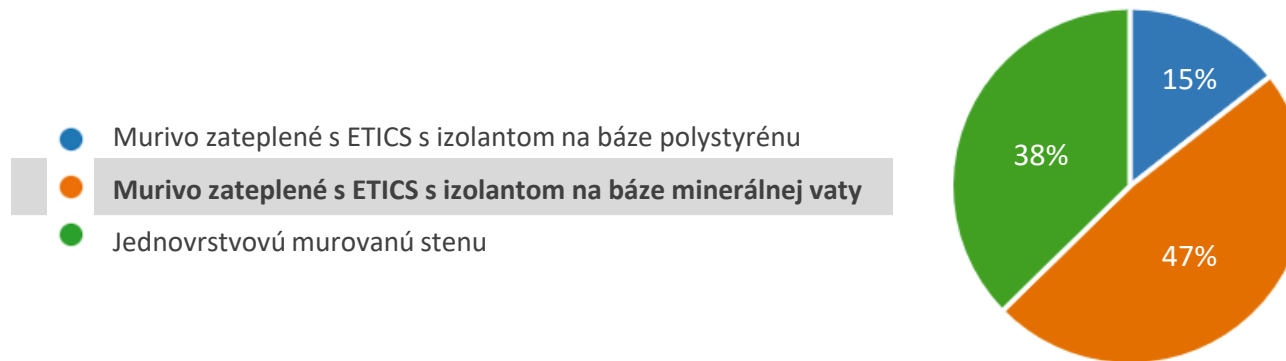 Murivo zateplené s ETICS s izolantom na báze polystyrénu
Murivo zateplené s ETICS s izolantom na báze minerálnej vaty
Jednovrstvovú murovanú stenu
15%
38%
47%